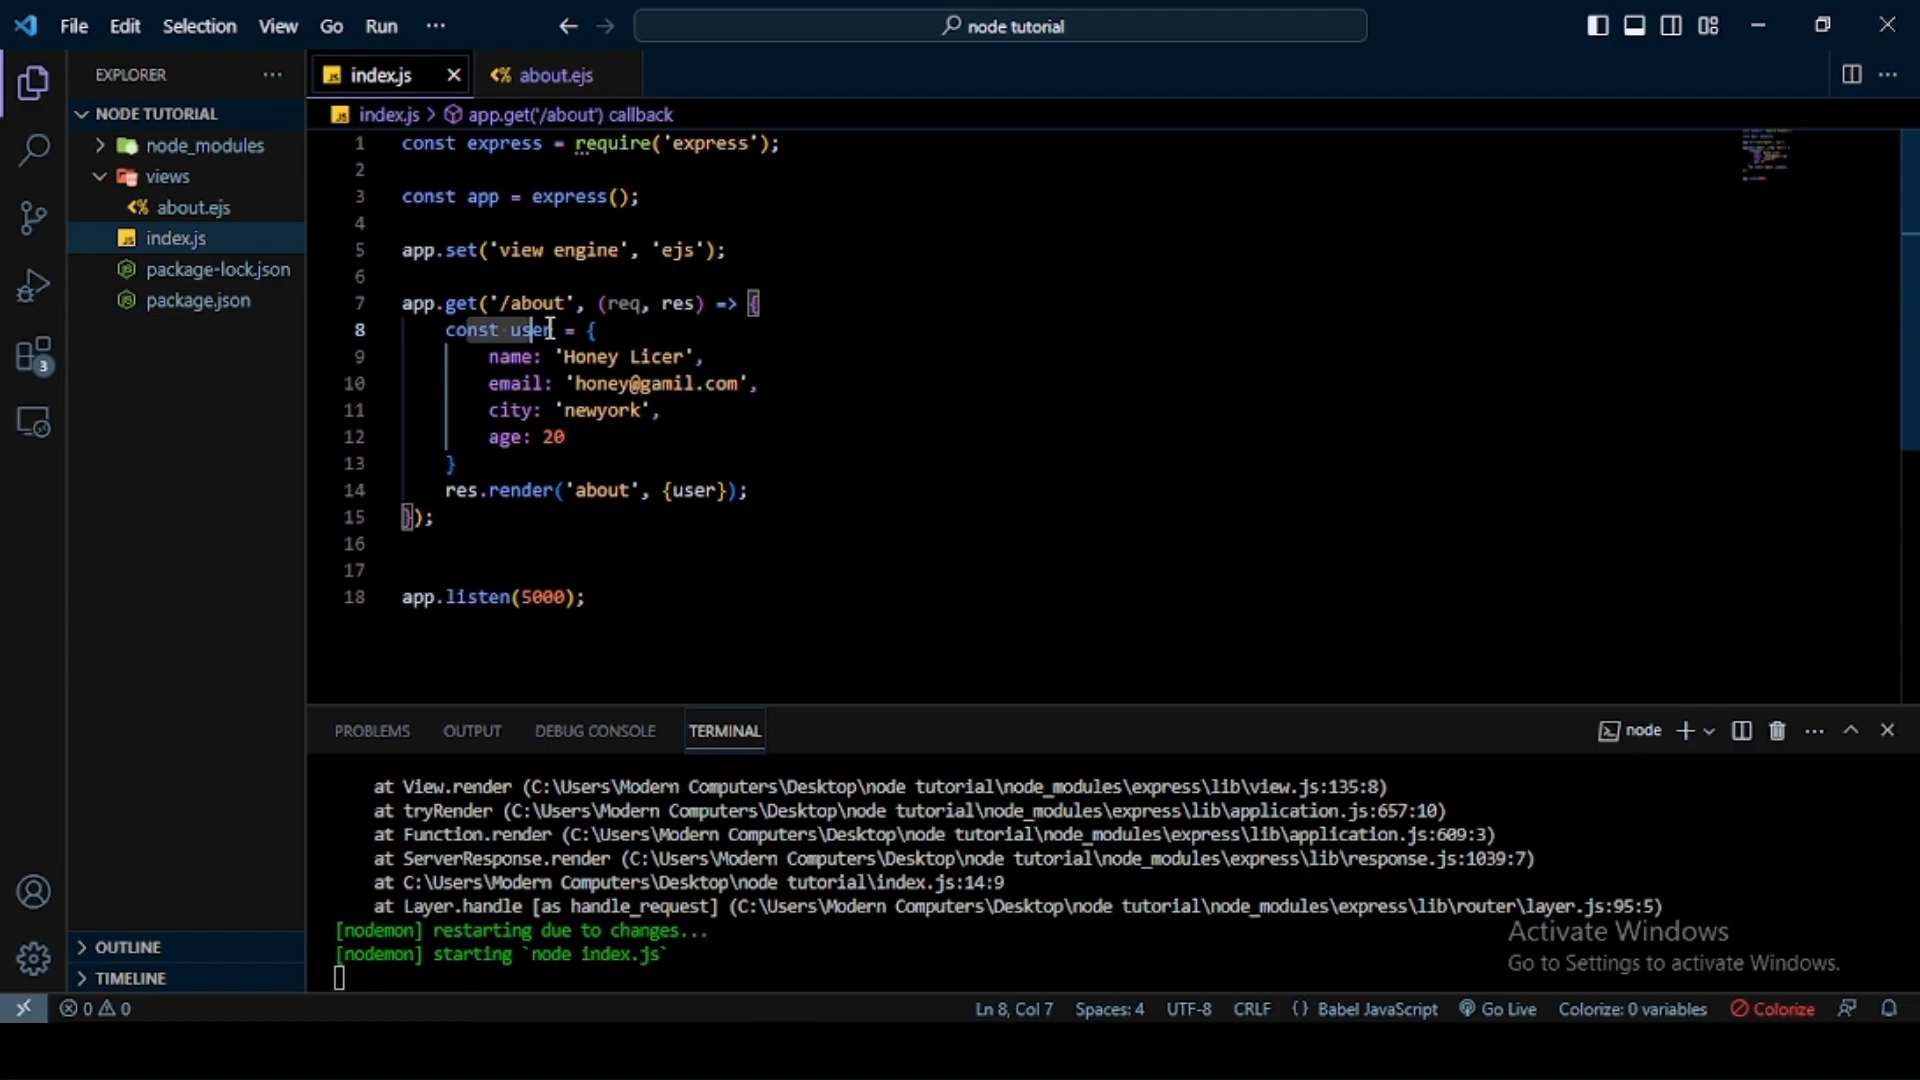 File Edit Selection View Go Run ··· node tutorial
EXPLORER ···
NODE TUTORIAL
node_modules
views
about.ejs
index.js
package-lock.json
package.json
OUTLINE
TIMELINE
3
index.js about.ejs
index.js > app.get('/about') callback
1 const express = require('express');
2
3 const app = express();
4
5 app.set('view engine', 'ejs');
6
7 app.get('/about', (req, res) => {
8 const user = {
9 name: 'Honey Licer',
10 email: 'honey@gamil.com',
11 city: 'newyork',
12 age: 20
13 }
14 res.render('about', {user});
15 });
16
17
18 app.listen(5000);
PROBLEMS OUTPUT DEBUG CONSOLE TERMINAL node
at View.render (C:\Users\Modern Computers\Desktop\node tutorial\node_modules\express\lib\view.js:135:8)
at tryRender (C:\Users\Modern Computers\Desktop\node tutorial\node_modules\express\lib\application.js:657:10)
at Function.render (C:\Users\Modern Computers\Desktop\node tutorial\node_modules\express\lib\application.js:609:3)
at ServerResponse.render (C:\Users\Modern Computers\Desktop\node tutorial\node_modules\express\lib\response.js:1039:7)
at C:\Users\Modern Computers\Desktop\node tutorial\index.js:14:9
at Layer.handle [as handle_request] (C:\Users\Modern Computers\Desktop\node tutorial\node_modules\express\lib\router\layer.js:95:5)
[nodemon] restarting due to changes...
[nodemon] starting `node index.js`
Activate Windows
Go to Settings to activate Windows.
0 0 Ln 8, Col 7 Spaces: 4 UTF-8 CRLF {} Babel JavaScript Go Live Colorize: 0 variables Colorize